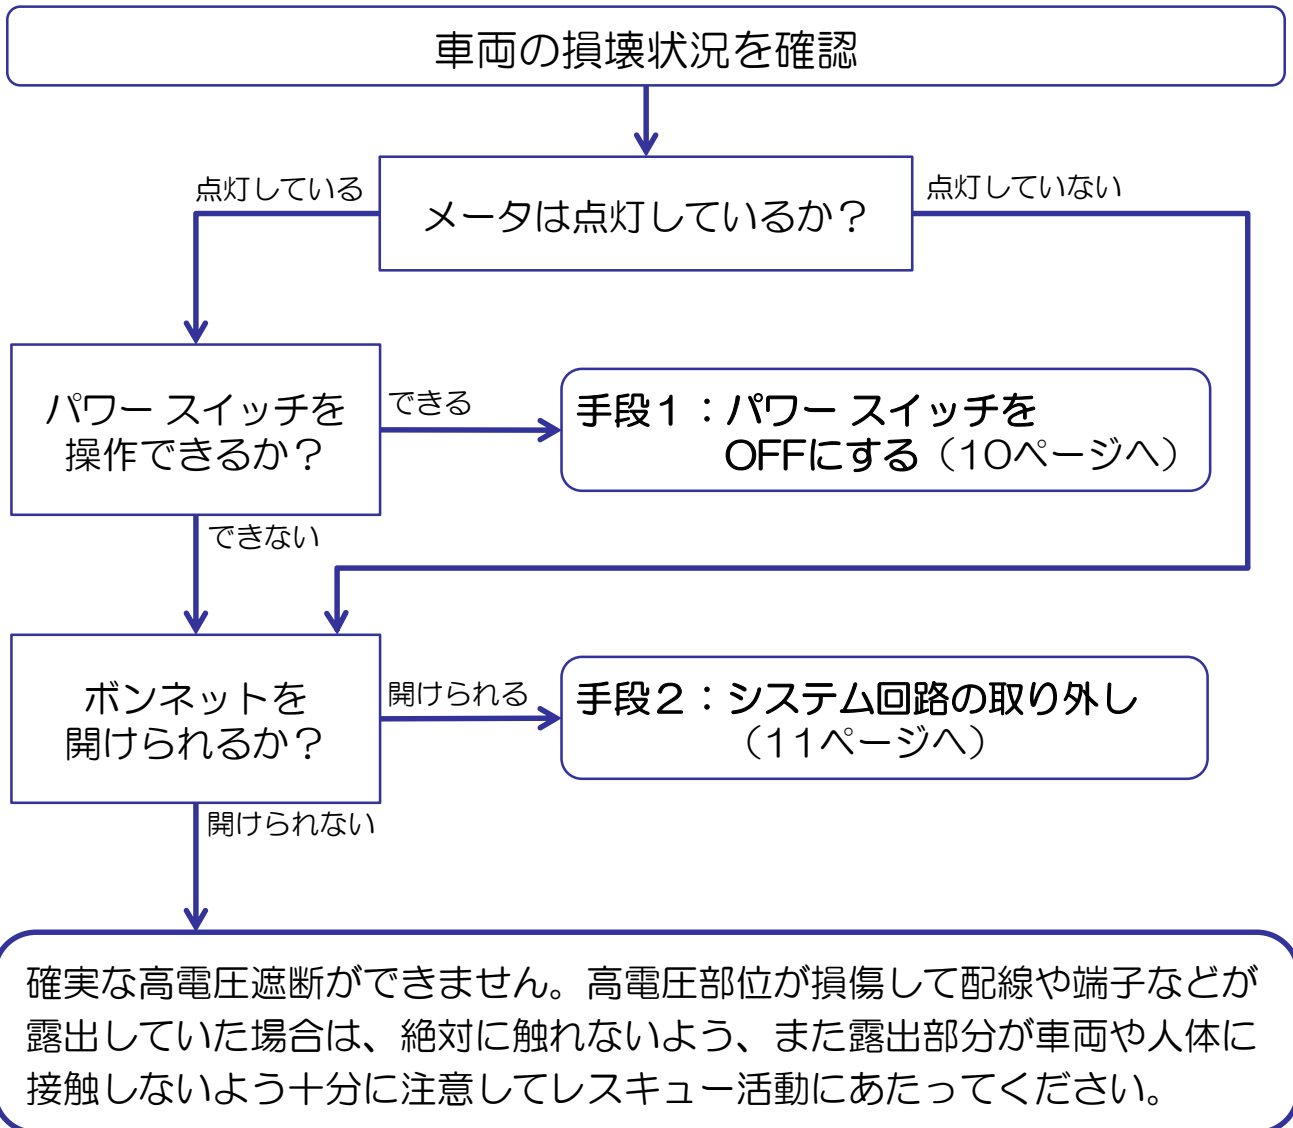 車両の損壊状況を確認
点灯している
メータは点灯しているか？
点灯していない
パワー スイッチを
操作できるか？
できる
手段１：パワー スイッチを
OFFにする（10ページへ）
できない
ボンネットを
開けられるか？
開けられる
手段２：システム回路の取り外し
（11ページへ）
開けられない
確実な高電圧遮断ができません。高電圧部位が損傷して配線や端子などが
露出していた場合は、絶対に触れないよう、また露出部分が車両や人体に
接触しないよう十分に注意してレスキュー活動にあたってください。